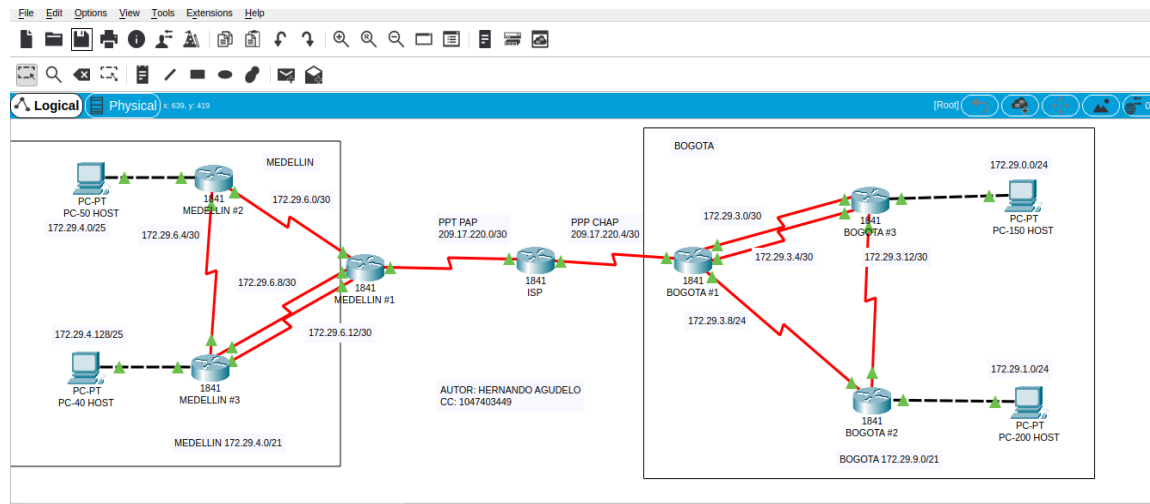 File Edit Options View Tools Extensions Help
Logical
Physical
x: 639, y: 419
[Root]
MEDELLIN
PC-PT
PC-50 HOST
172.29.4.0/25
1841
MEDELLIN #2
172.29.6.0/30
172.29.6.4/30
172.29.6.8/30
1841
MEDELLIN #1
172.29.6.12/30
172.29.4.128/25
PC-PT
PC-40 HOST
1841
MEDELLIN #3
MEDELLIN 172.29.4.0/21
PPT PAP
209.17.220.0/30
PPP CHAP
209.17.220.4/30
1841
ISP
AUTOR: HERNANDO AGUDELO
CC: 1047403449
BOGOTA
172.29.0.0/24
PC-PT
PC-150 HOST
172.29.3.0/30
1841
BOGOTA #3
172.29.3.4/30
172.29.3.12/30
1841
BOGOTA #1
172.29.3.8/24
172.29.1.0/24
1841
BOGOTA #2
PC-PT
PC-200 HOST
BOGOTA 172.29.9.0/21